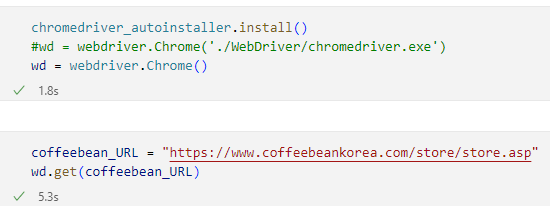 chromedriver_autoinstaller.install()
#wd = webdriver.Chrome('./WebDriver/chromedriver.exe')
wd = webdriver.Chrome()
✓ 1.8s
coffeebean_URL = "https://www.coffeebeankorea.com/store/store.asp"
wd.get(coffeebean_URL)
✓ 5.3s